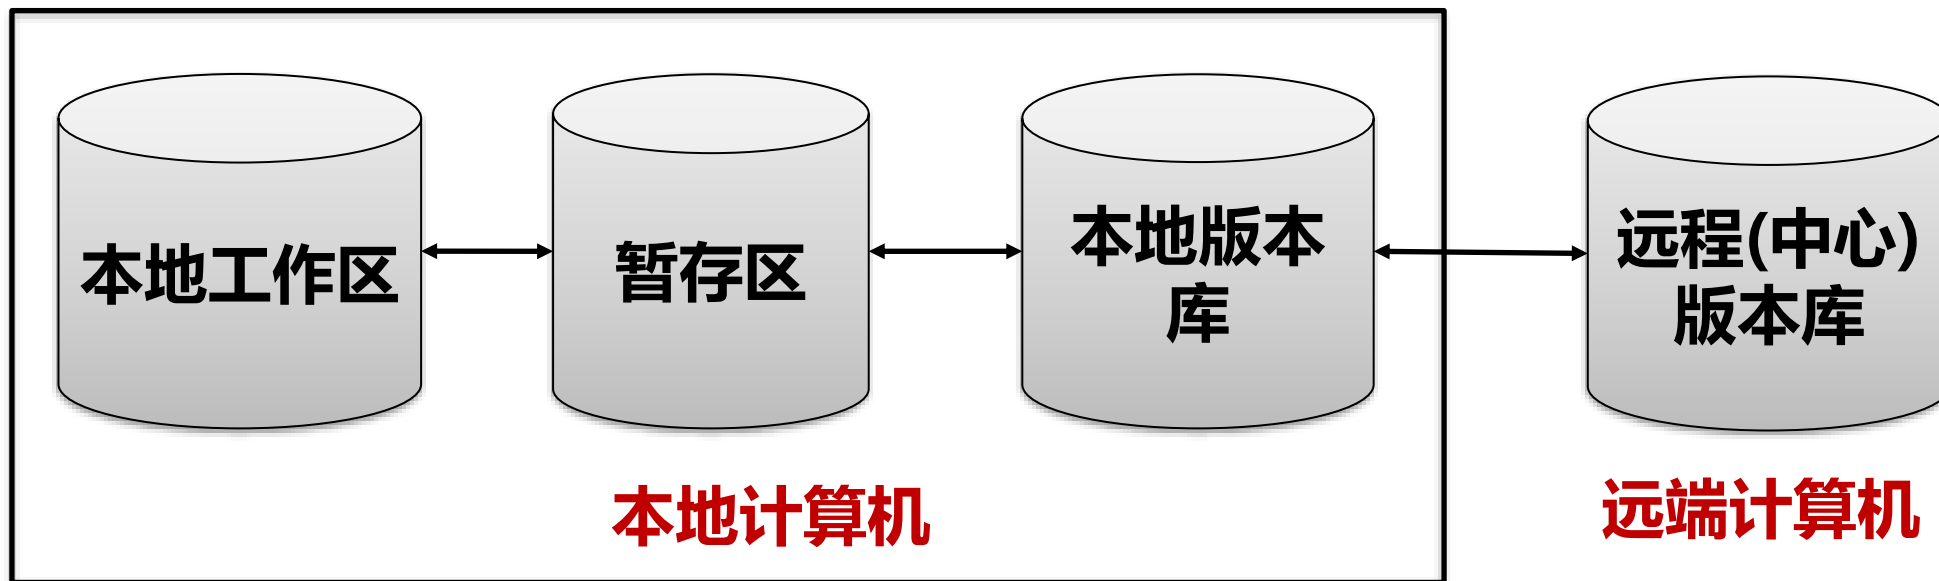 本地工作区
暂存区
本地版本
库
远程(中心)
版本库
本地计算机
远端计算机